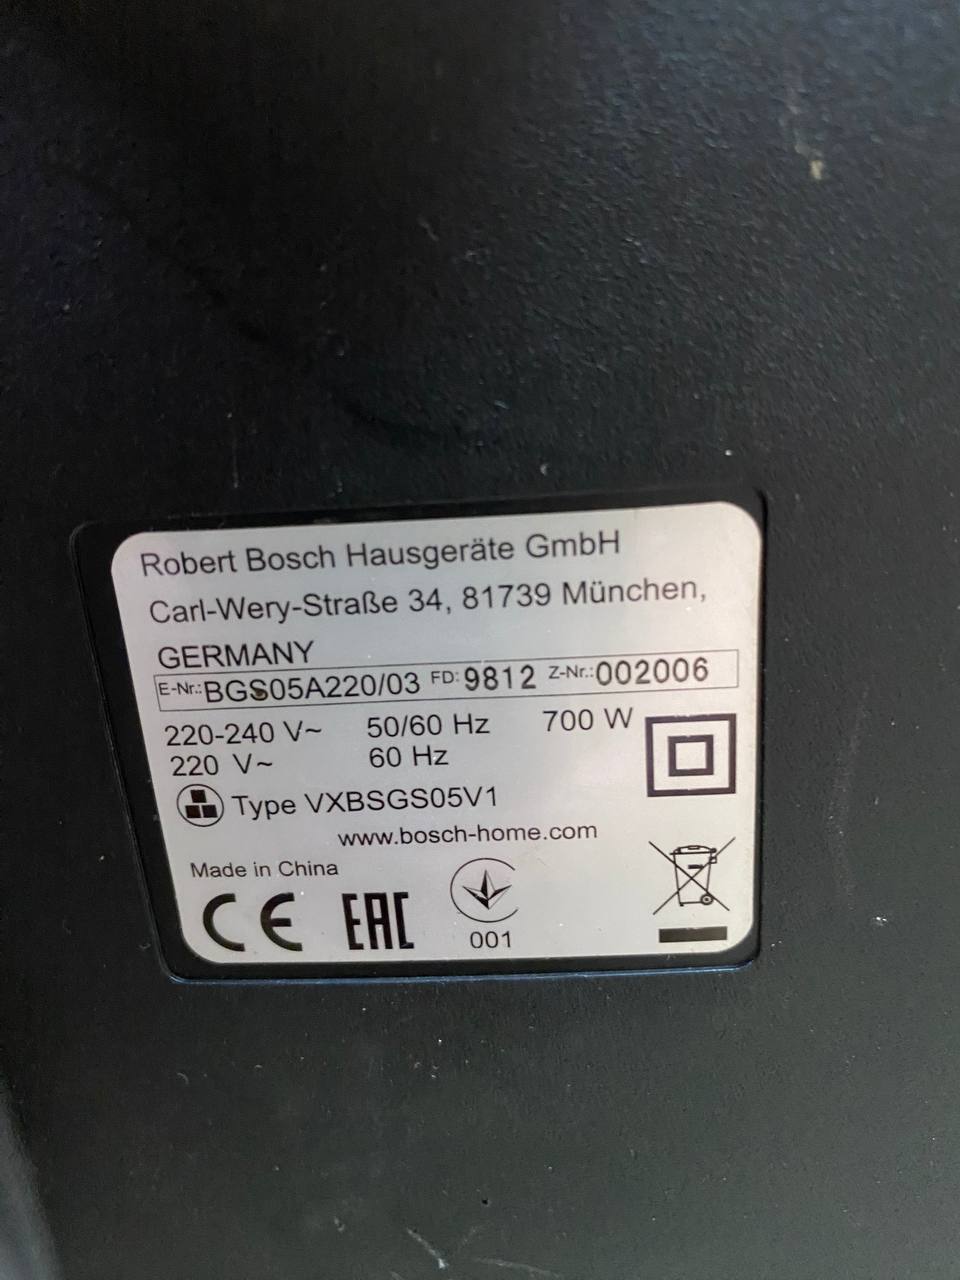 Robert Bosch Hausgeräte GmbH
Carl-Wery-Straße 34, 81739 München,
GERMANY
E-Nr.: BGS05A220/03 FD: 9812 Z-Nr.: 002006
220-240 V~ 50/60 Hz 700 W
220 V~ 60 Hz
Type VXBSGS05V1
www.bosch-home.com
Made in China
CE EAC 001